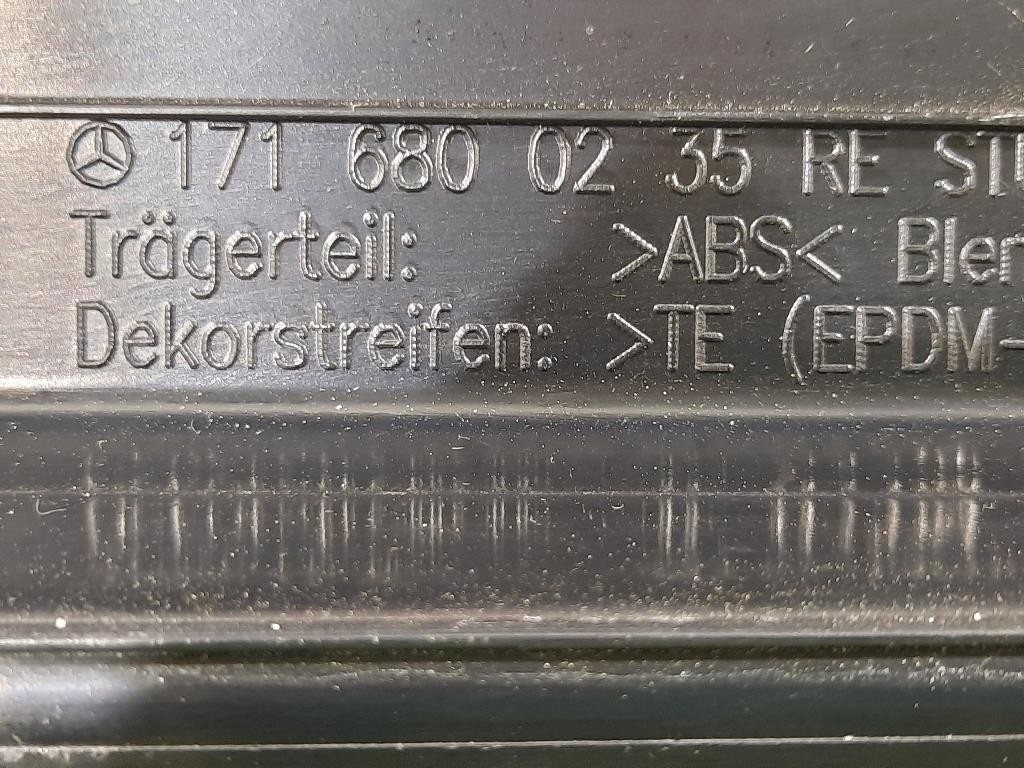 171 680 02 35 RE
Trägerteil: >ABS<
Dekorstreifen: >TE (EPDM-